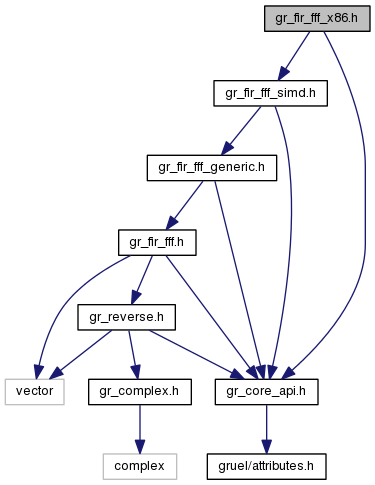 gr_fir_fff_x86.h
gr_fir_fff_simd.h
gr_fir_fff_generic.h
gr_fir_fff.h
gr_reverse.h
vector
gr_complex.h
gr_core_api.h
complex
gruel/attributes.h